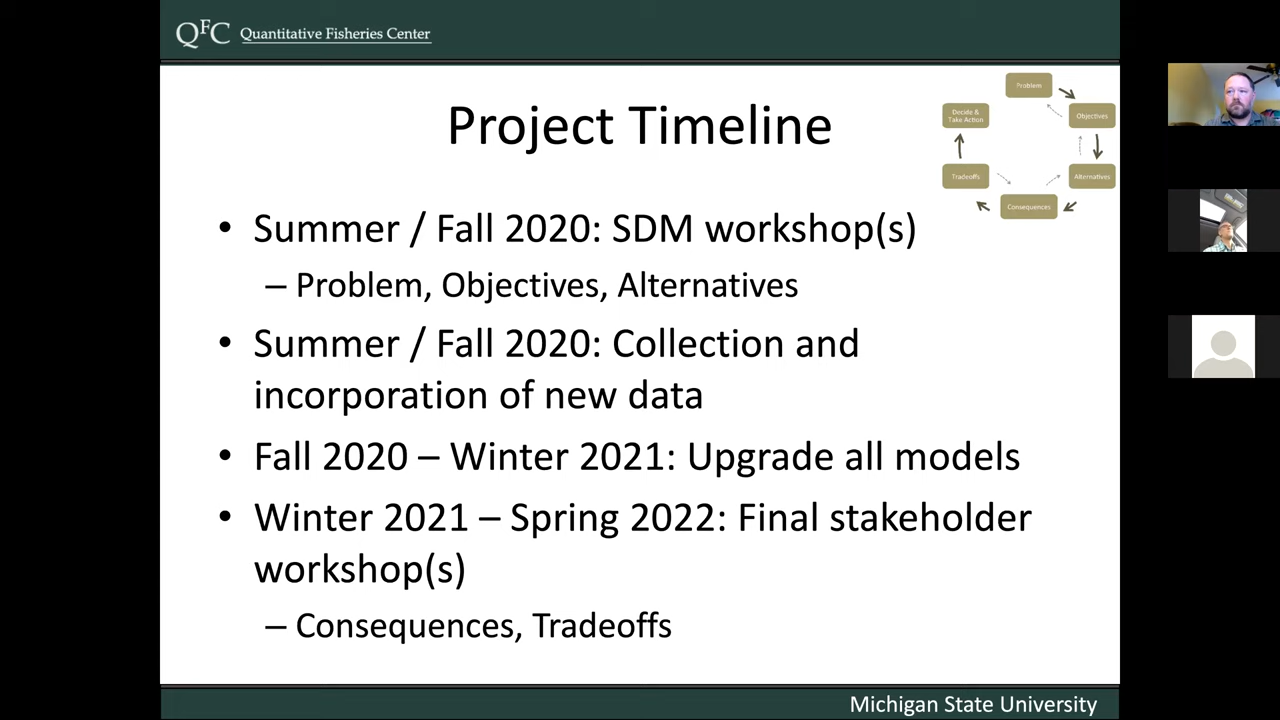 QFC Quantitative Fisheries Center
Project Timeline
Problem
Decide &
Take Action
Objectives
Tradeoffs
Alternatives
Consequences
• Summer / Fall 2020: SDM workshop(s)
– Problem, Objectives, Alternatives
• Summer / Fall 2020: Collection and
incorporation of new data
• Fall 2020 – Winter 2021: Upgrade all models
• Winter 2021 – Spring 2022: Final stakeholder
workshop(s)
– Consequences, Tradeoffs
Michigan State University